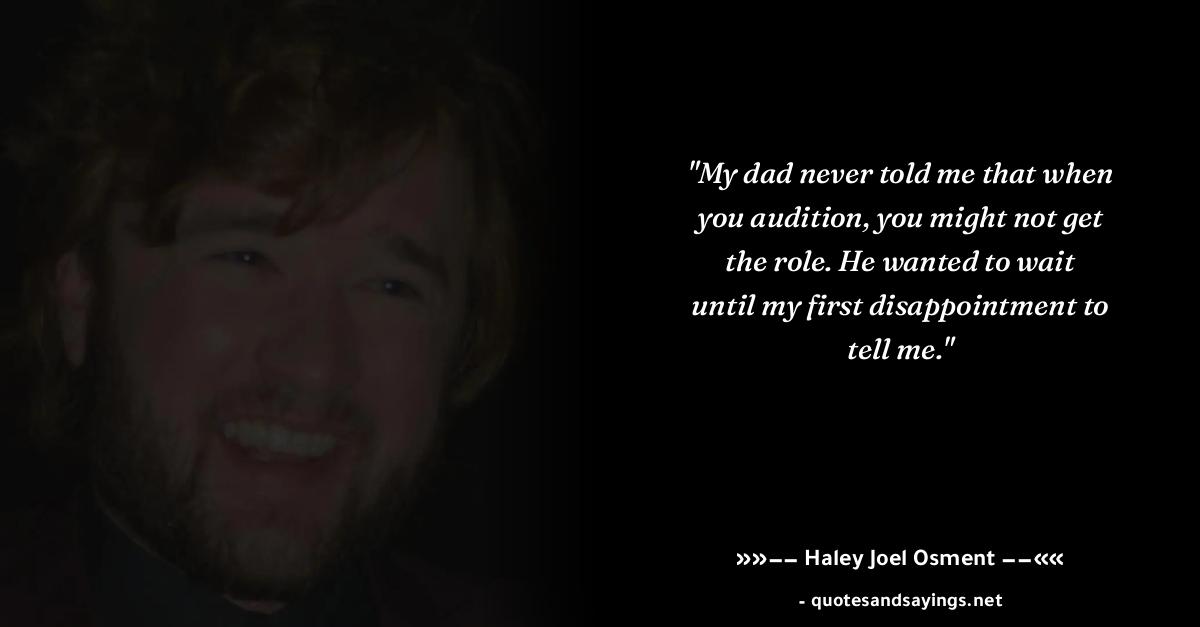 "My dad never told me that when
you audition, you might not get
the role. He wanted to wait
until my first disappointment to
tell me."
»»–– Haley Joel Osment ––««
- quotesandsayings.net